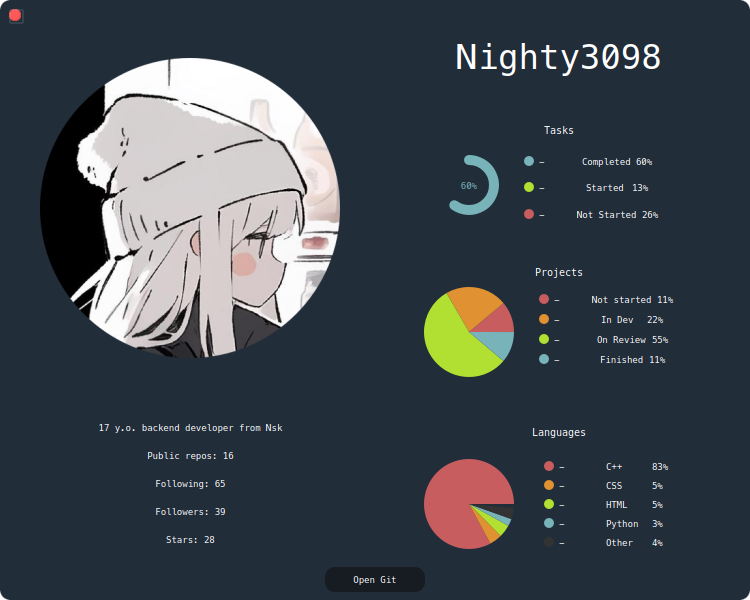 Nighty3098
Tasks
60%
– Completed 60%
– Started 13%
– Not Started 26%
Projects
– Not started 11%
– In Dev 22%
– On Review 55%
– Finished 11%
17 y.o. backend developer from Nsk
Public repos: 16
Following: 65
Followers: 39
Stars: 28
Languages
– C++ 83%
– CSS 5%
– HTML 5%
– Python 3%
– Other 4%
Open Git